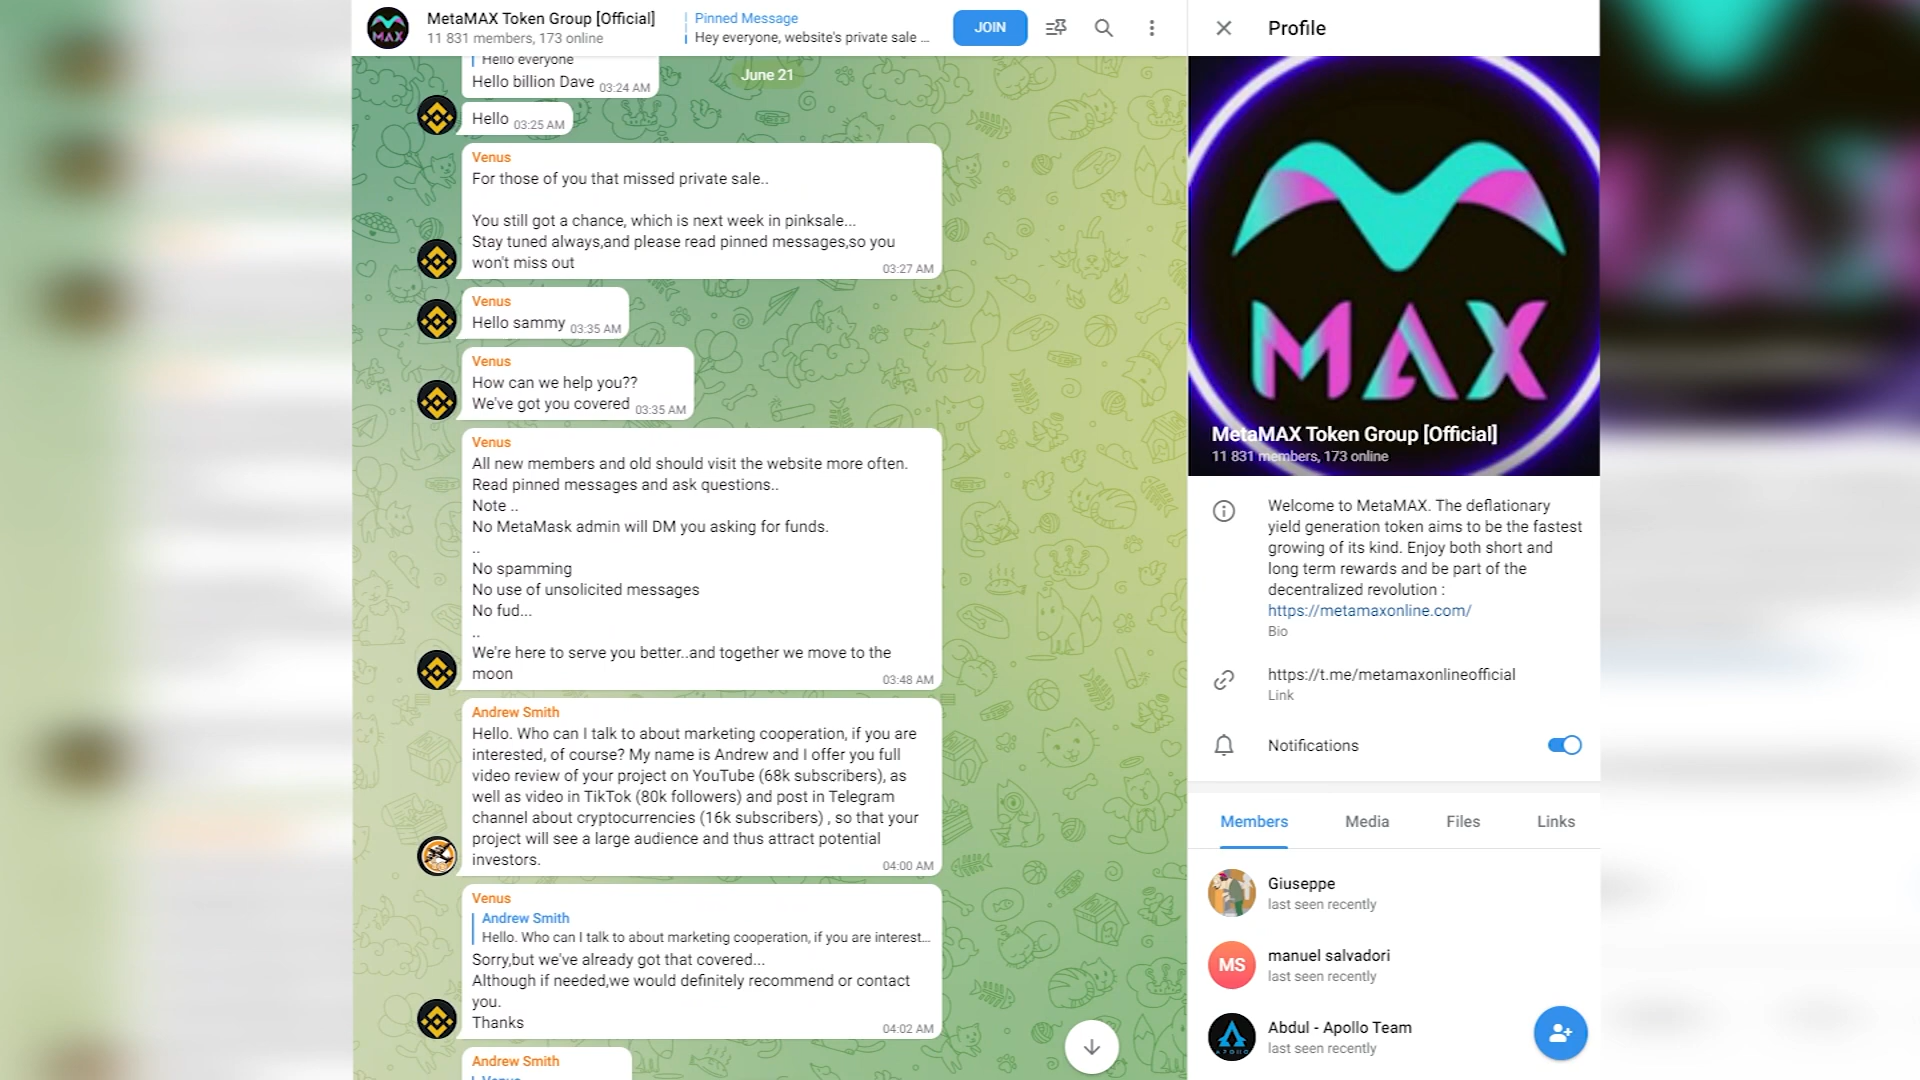 MetaMAX Token Group [Official]
11 831 members, 173 online
Pinned Message
Hey everyone, website's private sale ...
JOIN
Profile
MAX
Hello everyone
Hello billion Dave 03:24 AM
June 21
Hello 03:25 AM
Venus
For those of you that missed private sale..
You still got a chance, which is next week in pinksale...
Stay tuned always,and please read pinned messages,so you
won't miss out
03:27 AM
Venus
Hello sammy 03:35 AM
Venus
How can we help you??
We've got you covered 03:35 AM
Venus
All new members and old should visit the website more often.
Read pinned messages and ask questions..
Note ..
No MetaMask admin will DM you asking for funds.
..
No spamming
No use of unsolicited messages
No fud...
..
We're here to serve you better..and together we move to the
moon
03:48 AM
Andrew Smith
Hello. Who can I talk to about marketing cooperation, if you are
interested, of course? My name is Andrew and I offer you full
video review of your project on YouTube (68k subscribers), as
well as video in TikTok (80k followers) and post in Telegram
channel about cryptocurrencies (16k subscribers) , so that your
project will see a large audience and thus attract potential
investors.
04:00 AM
Venus
Andrew Smith
Hello. Who can I talk to about marketing cooperation, if you are interest...
Sorry,but we've already got that covered...
Although if needed,we would definitely recommend or contact
you.
Thanks
04:02 AM
Andrew Smith
Venus
MAX
MetaMAX Token Group [Official]
11 831 members, 173 online
Welcome to MetaMAX. The deflationary
yield generation token aims to be the fastest
growing of its kind. Enjoy both short and
long term rewards and be part of the
decentralized revolution :
https://metamaxonline.com/
Bio
https://t.me/metamaxonlineofficial
Link
Notifications
Members
Media
Files
Links
Giuseppe
last seen recently
MS
manuel salvadori
last seen recently
APOLLO
Abdul - Apollo Team
last seen recently